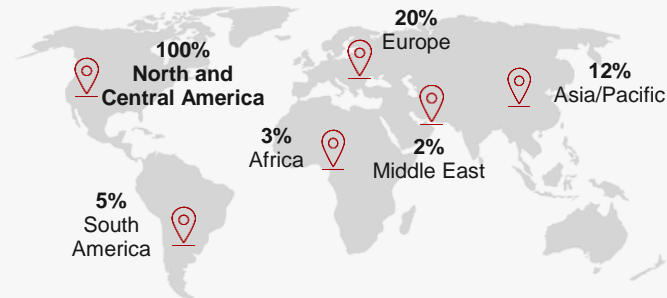 100%
North and
Central America
20%
Europe
12%
Asia/Pacific
3%
Africa
2%
Middle East
5%
South
America